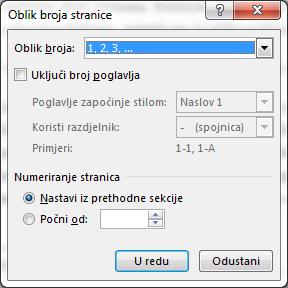 Oblik broja stranice
Oblik broja: 1, 2, 3, ...
Uključi broj poglavlja
Poglavlje započinje stilom: Naslov 1
Koristi razdjelnik: - (spojnica)
Primjeri: 1-1, 1-A
Numeriranje stranica
Nastavi iz prethodne sekcije
Počni od:
U redu Odustani